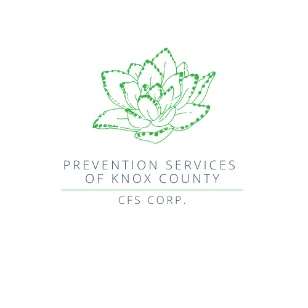 PREVENTION SERVICES
OF KNOX COUNTY
CFS CORP.